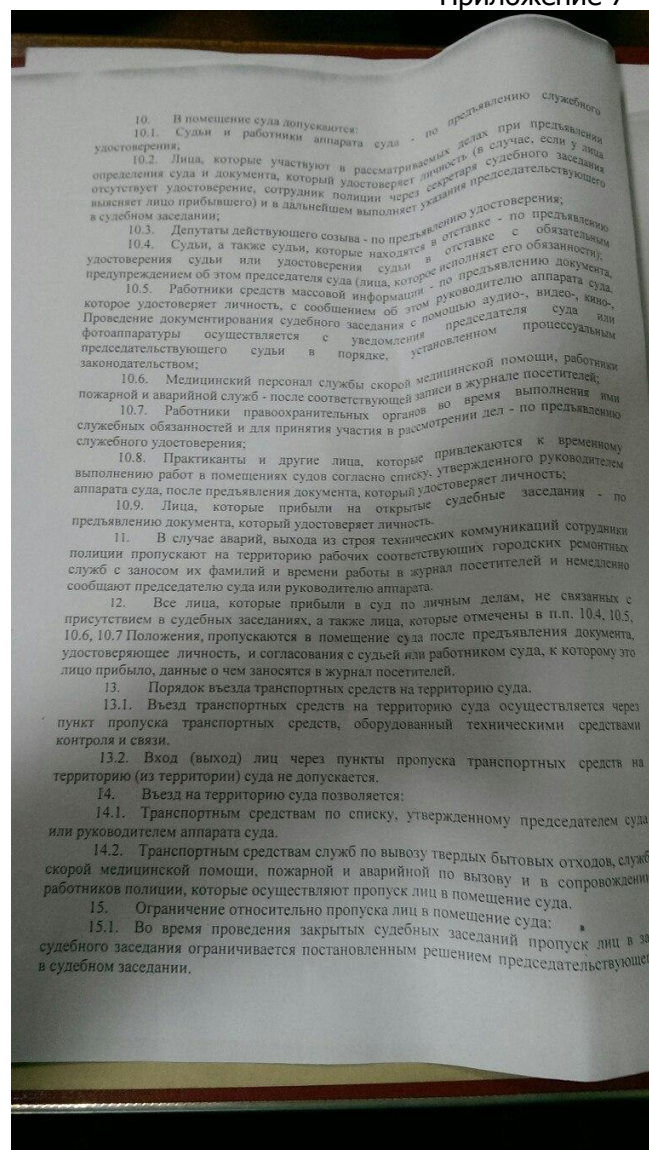 Приложение 7
10. В помещение суда допускаются:
10.1. Судьи и работники аппарата суда - по предъявлению служебного
удостоверения;
10.2. Лица, которые участвуют в рассматриваемых делах при предъявлении
определения суда и документа, который удостоверяет личность (в случае, если у лица
отсутствует удостоверение, сотрудник полиции через секретаря судебного заседания
выясняет лицо прибывшего) и в дальнейшем выполняет указания председательствующего
в судебном заседании;
10.3. Депутаты действующего созыва - по предъявлению удостоверения;
10.4. Судьи, а также судьи, которые находятся в отставке - по предъявлению
удостоверения судьи или удостоверения судьи в отставке с обязательным
предупреждением об этом председателя суда (лица, которое исполняет его обязанности);
10.5. Работники средств массовой информации - по предъявлению документа,
которое удостоверяет личность, с сообщением об этом руководителю аппарата суда.
Проведение документирования судебного заседания с помощью аудио-, видео-, кино-,
фотоаппаратуры осуществляется с уведомления председателя суда или
председательствующего судьи в порядке, установленном процессуальным
законодательством;
10.6. Медицинский персонал службы скорой медицинской помощи, работники
пожарной и аварийной служб - после соответствующей записи в журнале посетителей;
10.7. Работники правоохранительных органов во время выполнения ими
служебных обязанностей и для принятия участия в рассмотрении дел - по предъявлению
служебного удостоверения;
10.8. Практиканты и другие лица, которые привлекаются к временному
выполнению работ в помещениях судов согласно списку- утвержденного руководителем
аппарата суда, после предъявления документа, который удостоверяет личность;
10.9. Лица, которые прибыли на открытые судебные заседания - по
предъявлению документа, который удостоверяет личность.
11. В случае аварий, выхода из строя технических коммуникаций сотрудники
полиции пропускают на территорию рабочих соответствующих городских ремонтных
служб с заносом их фамилий и времени работы в журнал посетителей и немедленно
сообщают председателю суда или руководителю аппарата.
12. Все лица, которые прибыли в суд по личным делам, не связанных с
присутствием в судебных заседаниях, а также лица, которые отмечены в п.п. 10.4, 10.5,
10.6, 10.7 Положения, пропускаются в помещение суда после предъявления документа,
удостоверяющее личность, и согласования с судьей или работником суда, к которому это
лицо прибыло, данные о чем заносятся в журнал посетителей.
13. Порядок въезда транспортных средств на территорию суда.
13.1. Въезд транспортных средств на территорию суда осуществляется через
пункт пропуска транспортных средств, оборудованный техническими средствами
контроля и связи.
13.2. Вход (выход) лиц через пункты пропуска транспортных средств на
территорию (из территории) суда не допускается.
14. Въезд на территорию суда позволяется:
14.1. Транспортным средствам по списку, утвержденному председателем суда
или руководителем аппарата суда.
14.2. Транспортным средствам служб по вывозу твердых бытовых отходов, служб
скорой медицинской помощи, пожарной и аварийной по вызову и в сопровождении
работников полиции, которые осуществляют пропуск лиц в помещение суда.
15. Ограничение относительно пропуска лиц в помещение суда:
15.1. Во время проведения закрытых судебных заседаний пропуск лиц в за
судебного заседания ограничивается постановленным решением председательствующег
в судебном заседании.